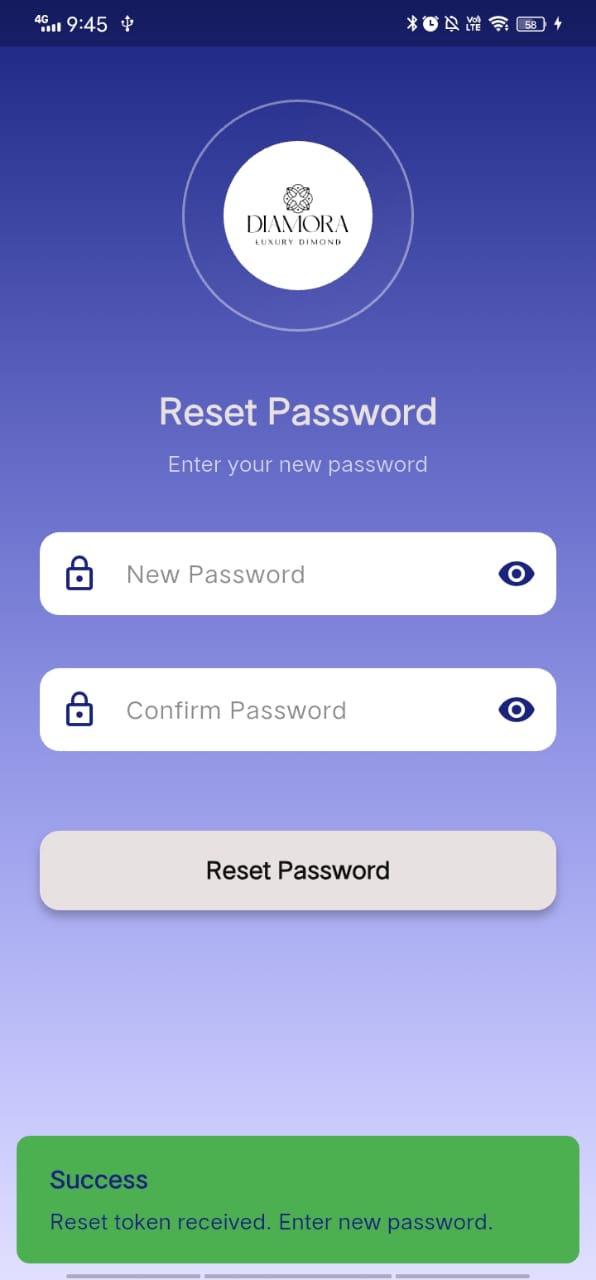 4G 9:45 Vo) LTE 58
DIAMORA
LUXURY DIMOND
Reset Password
Enter your new password
New Password
Confirm Password
Reset Password
Success
Reset token received. Enter new password.